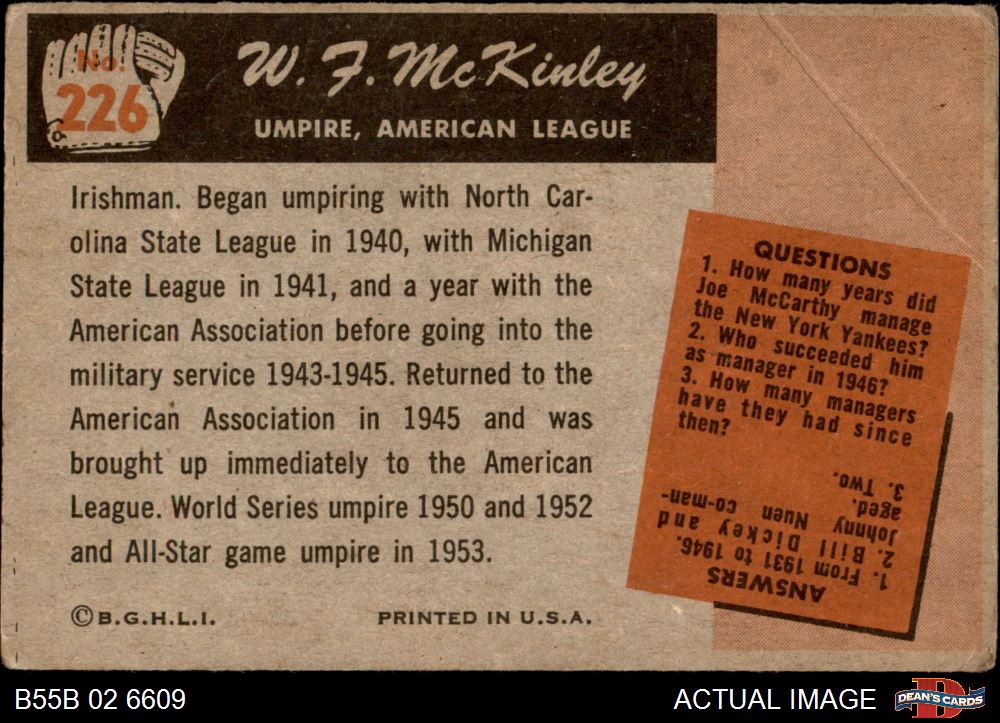 No.
226
W. F. McKinley
UMPIRE, AMERICAN LEAGUE
Irishman. Began umpiring with North Car-
olina State League in 1940, with Michigan
State League in 1941, and a year with the
American Association before going into the
military service 1943-1945. Returned to the
American Association in 1945 and was
brought up immediately to the American
League. World Series umpire 1950 and 1952
and All-Star game umpire in 1953.
©B.G.H.L.I. PRINTED IN U.S.A.
QUESTIONS
1. How many years did
Joe McCarthy manage
the New York Yankees?
2. Who succeeded him
as manager in 1946?
3. How many managers
have they had since
then?
ANSWERS
1. From 1931 to 1946.
2. Bill Dickey and
Johnny Nuen co-man-
aged.
3. Two.
B55B 02 6609
ACTUAL IMAGE
D
DEAN'S CARDS